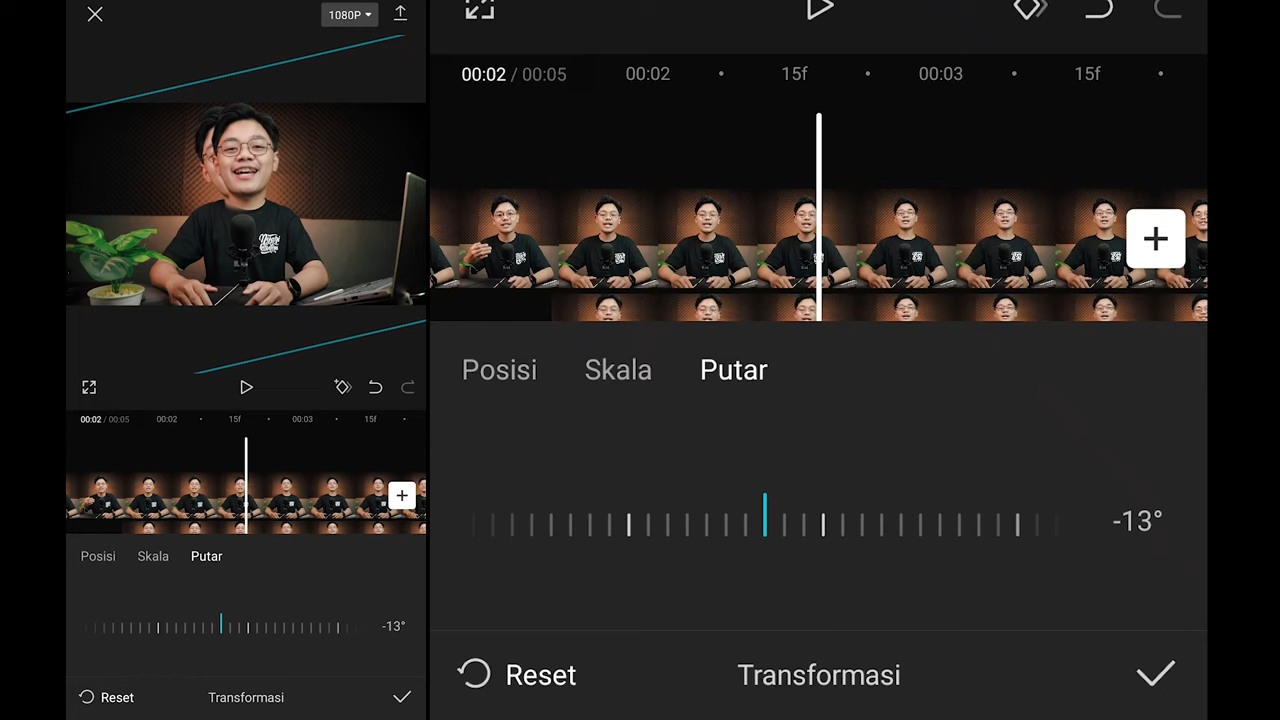 1080P
00:02 / 00:05 00:02 15f 00:03 15f
Posisi Skala Putar
-13°
Reset Transformasi
00:02 / 00:05 00:02 15f 00:03 15f
Posisi Skala Putar
-13°
Reset Transformasi